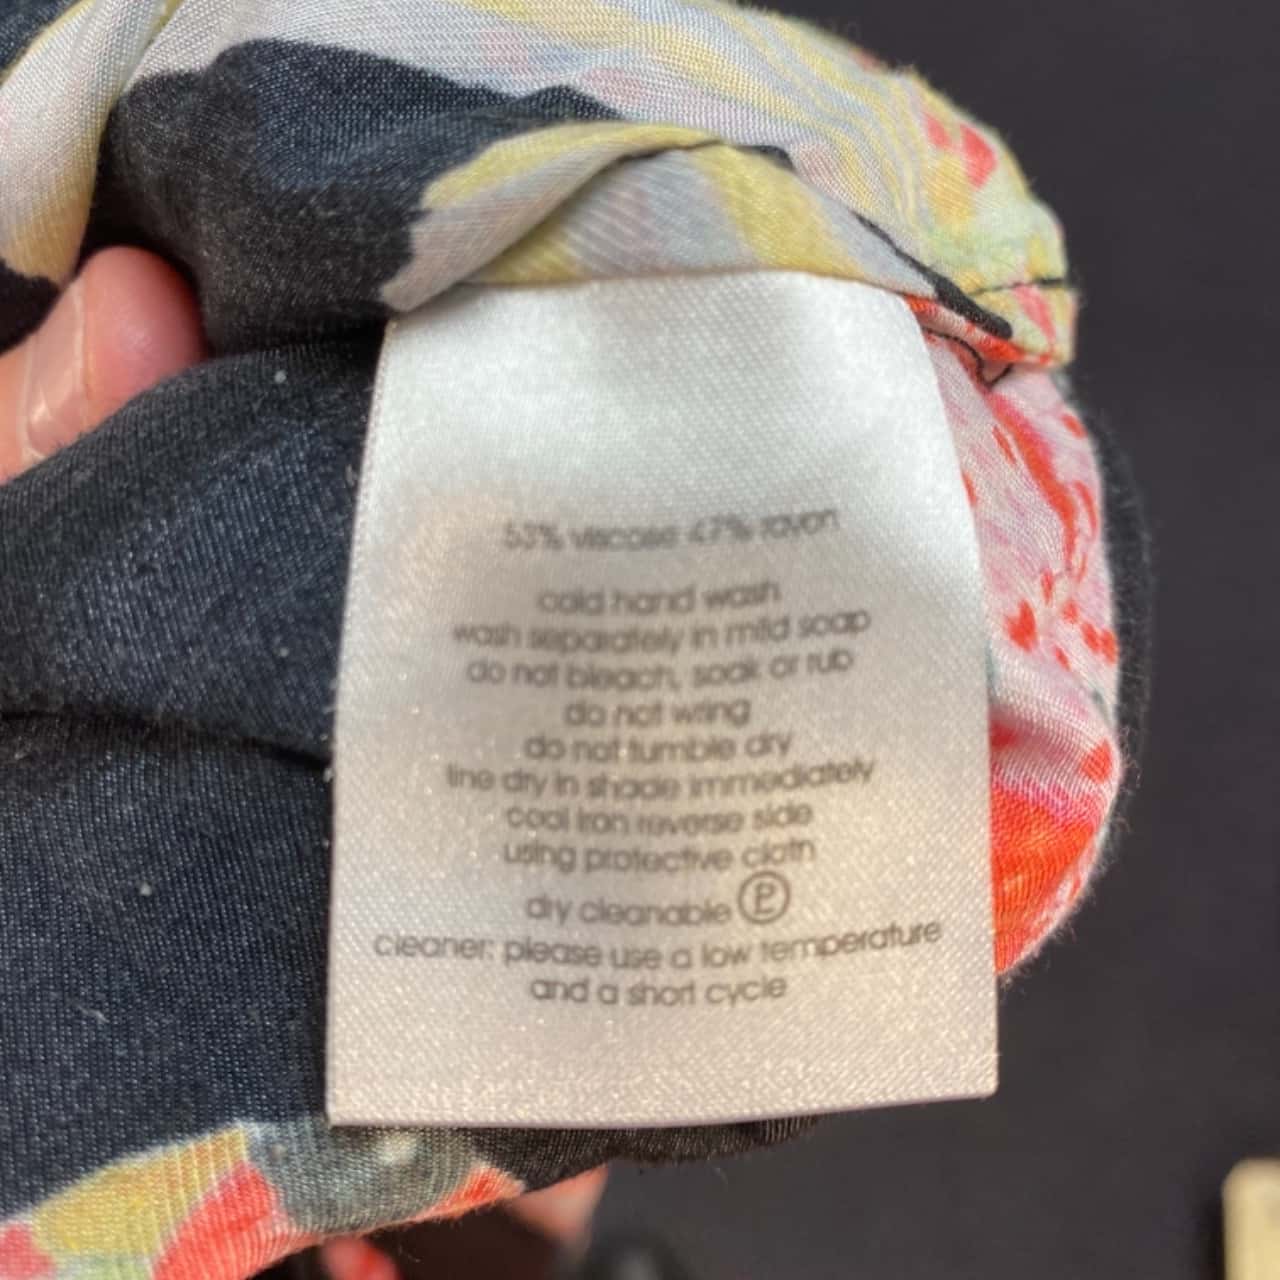 53% viscose 47% rayon
cold hand wash
wash separately in mild soap
do not bleach, soak or rub
do not wring
do not tumble dry
line dry in shade immediately
cool iron reverse side
using protective cloth
dry cleanable Ⓟ
cleaner: please use a low temperature
and a short cycle